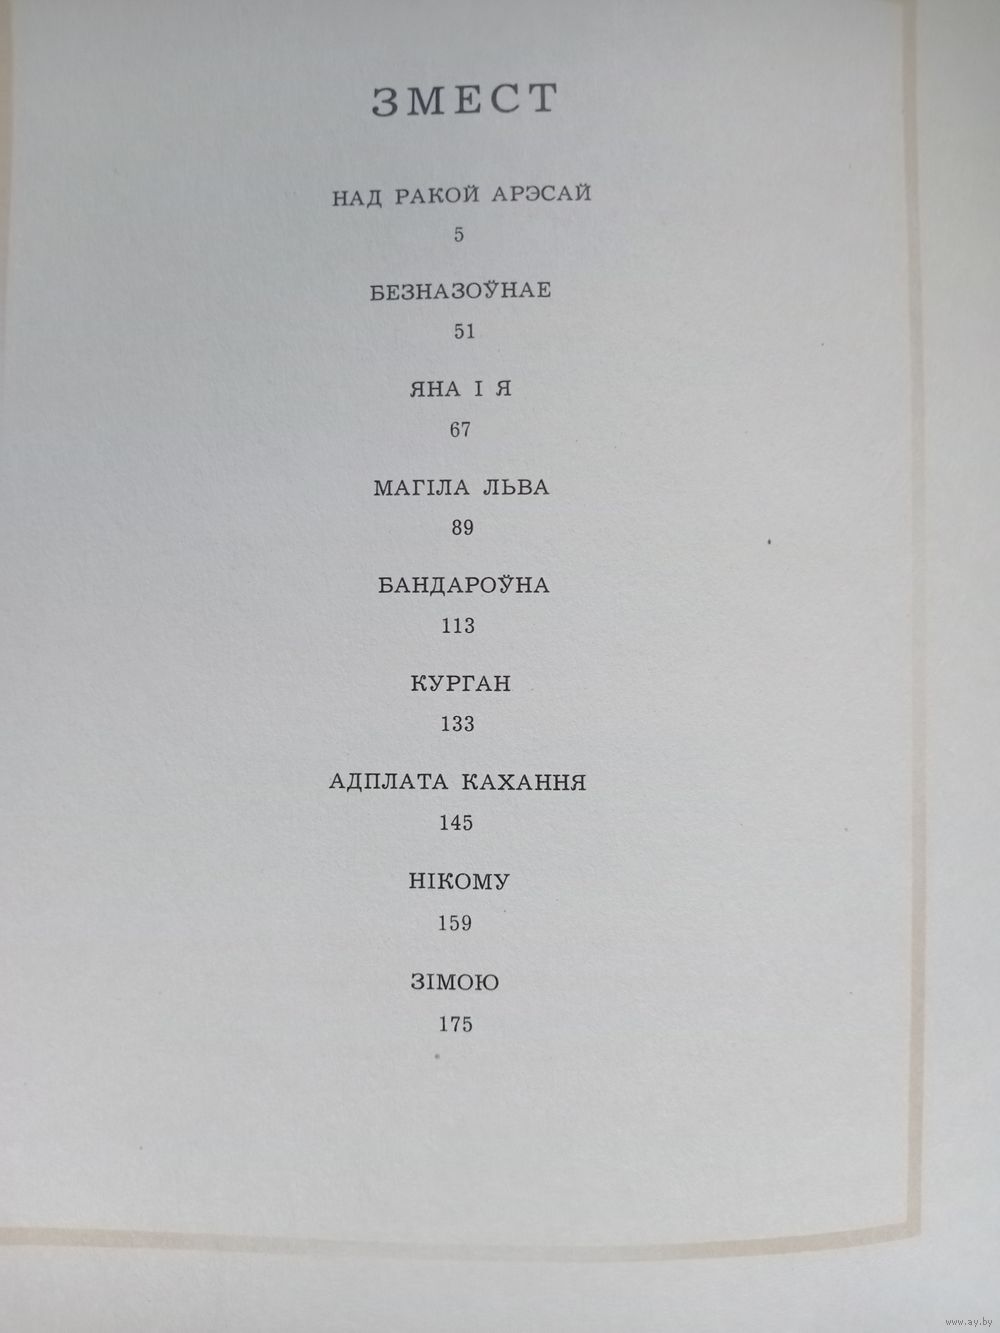 ЗМЕСТ
НАД РАКОЙ АРЭСАЙ
5
БЕЗНАЗОЎНАЕ
51
ЯНА І Я
67
МАГІЛА ЛЬВА
89
БАНДАРОЎНА
113
КУРГАН
133
АДПЛАТА КАХАННЯ
145
НІКОМУ
159
ЗІМОЮ
175
www.ay.by